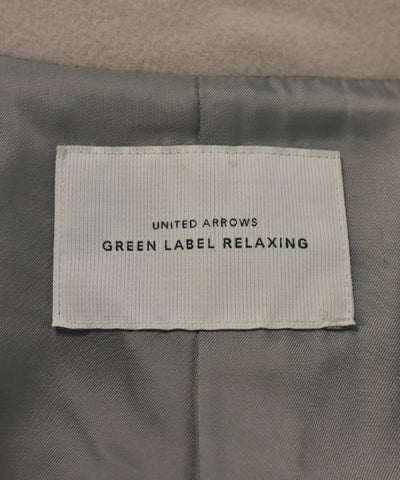 UNITED ARROWS
GREEN LABEL RELAXING